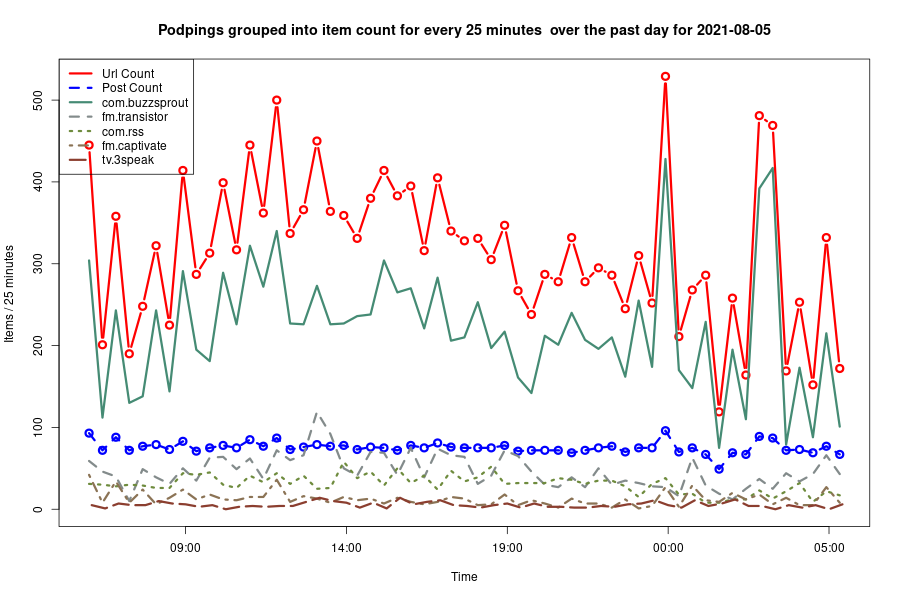 Podpings grouped into item count for every 25 minutes  over the past day for 2021-08-05
Url Count
Post Count
com.buzzsprout
fm.transistor
com.rss
fm.captivate
tv.3speak
Items / 25 minutes
500
400
300
200
100
0
09:00 14:00 19:00 00:00 05:00
Time